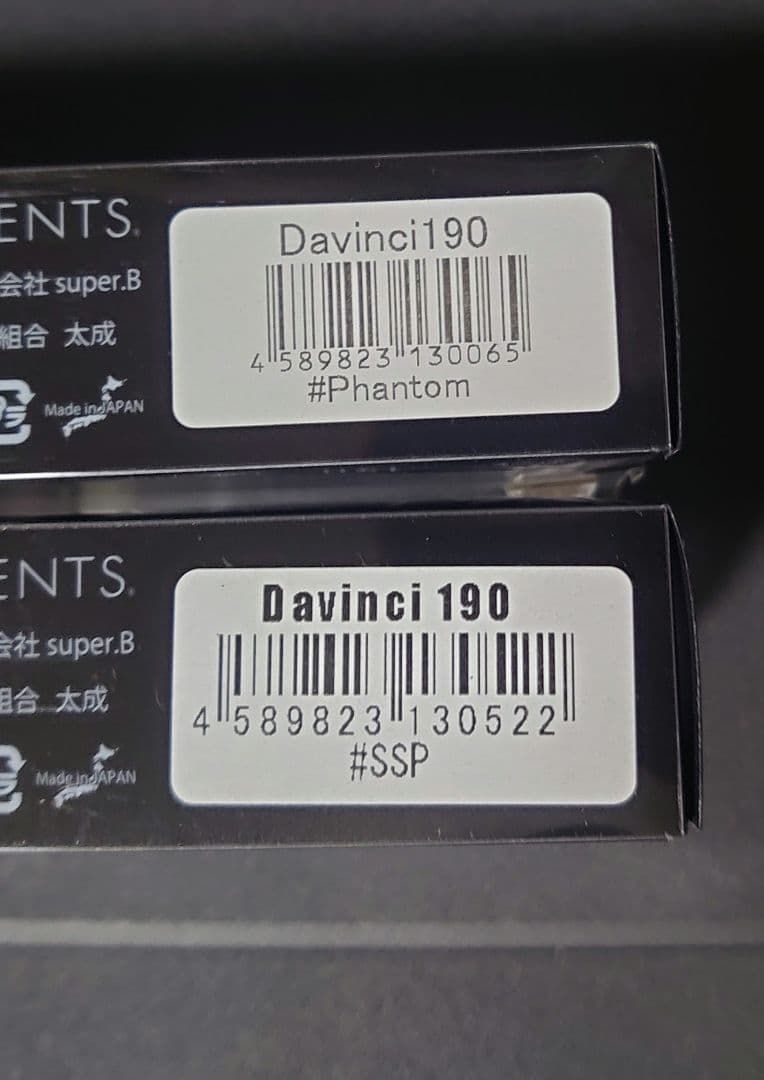 ENTS.
会社 super.B
組合 太成
Made in JAPAN
Davinci190
4 589823 130065
#Phantom
ENTS.
会社 super.B
組合 太成
Made in JAPAN
Davinci 190
4 589823 130522
#SSP